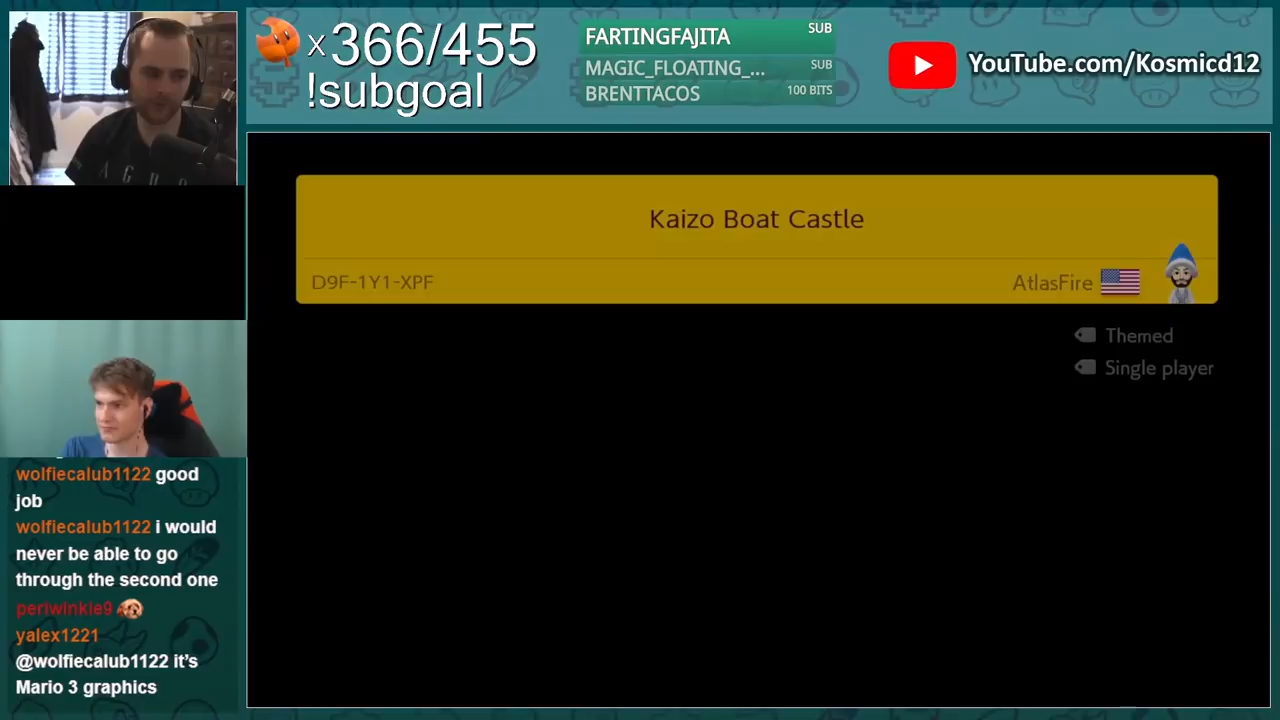 x366/455
!subgoal
FARTINGFAJITA SUB
MAGIC_FLOATING_... SUB
BRENTTACOS 100 BITS
YouTube.com/Kosmicd12
Kaizo Boat Castle
D9F-1Y1-XPF
AtlasFire
Themed
Single player
wolfiecalub1122 good
job
wolfiecalub1122 i would
never be able to go
through the second one
periwinkle9
yalex1221
@wolfiecalub1122 it's
Mario 3 graphics